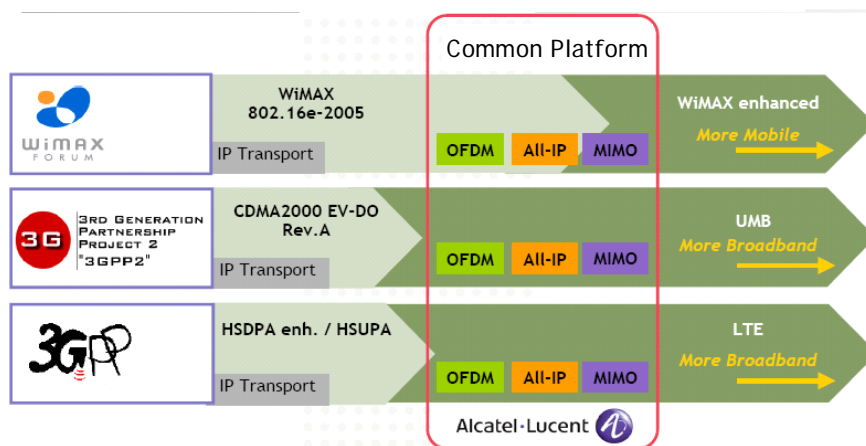 Common Platform
WiMAX
FORUM
WiMAX
802.16e-2005
IP Transport
OFDM
All-IP
MIMO
WiMAX enhanced
More Mobile
3G
3RD GENERATION
PARTNERSHIP
PROJECT 2
"3GPP2"
CDMA2000 EV-DO
Rev.A
IP Transport
OFDM
All-IP
MIMO
UMB
More Broadband
3GPP
HSDPA enh. / HSUPA
IP Transport
OFDM
All-IP
MIMO
LTE
More Broadband
Alcatel·Lucent